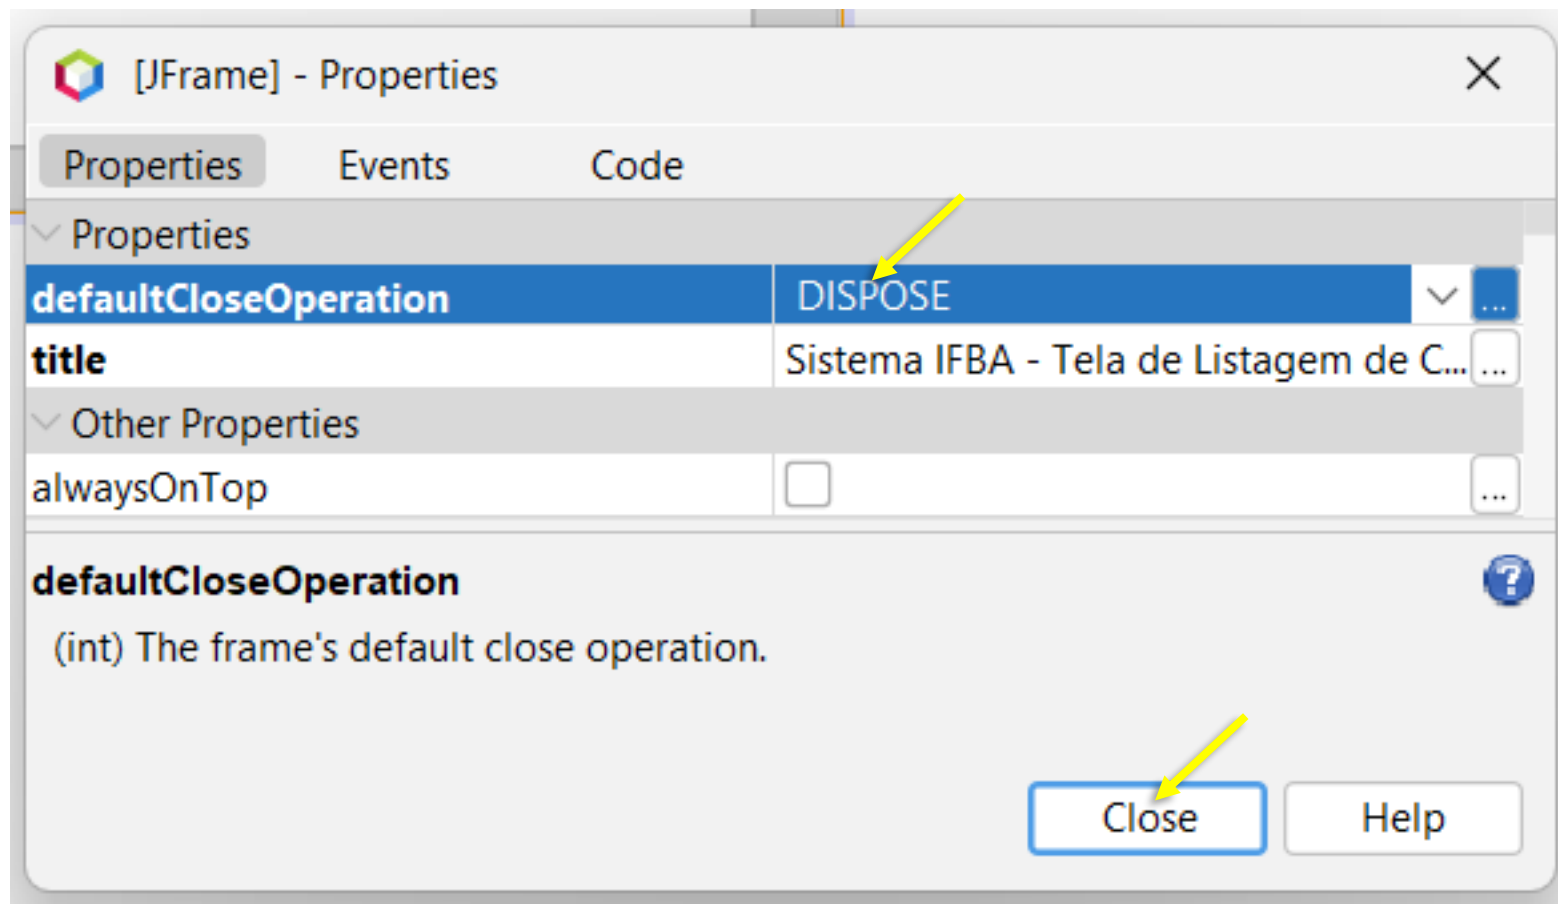 [JFrame] - Properties
Properties Events Code
Properties
defaultCloseOperation DISPOSE ...
title Sistema IFBA - Tela de Listagem de C... ...
Other Properties
alwaysOnTop ...
defaultCloseOperation ?
(int) The frame's default close operation.
Close Help